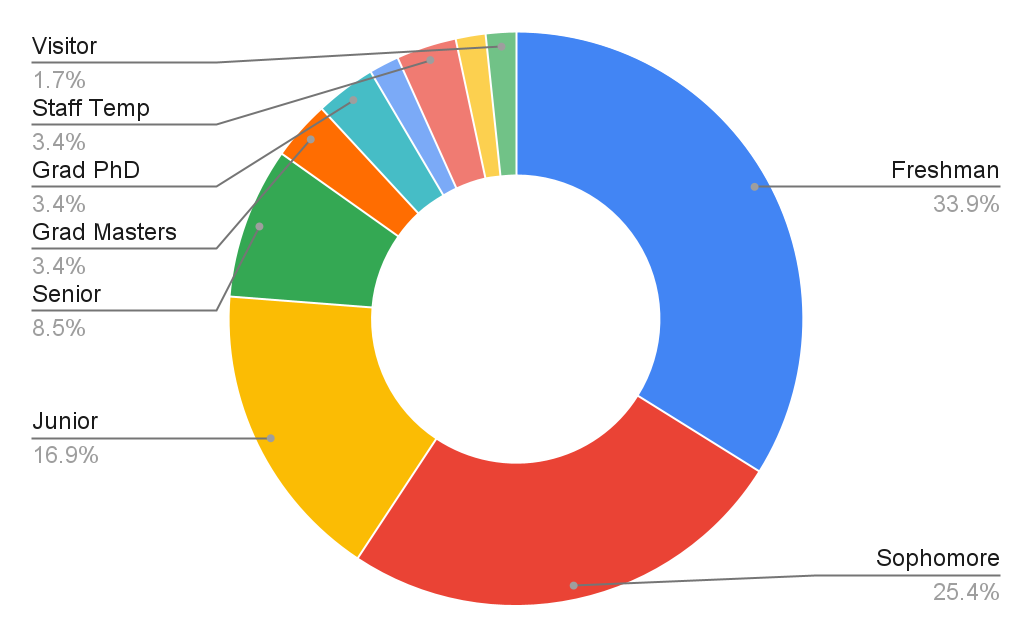 Visitor
1.7%
Staff Temp
3.4%
Grad PhD
3.4%
Grad Masters
3.4%
Senior
8.5%
Junior
16.9%
Freshman
33.9%
Sophomore
25.4%